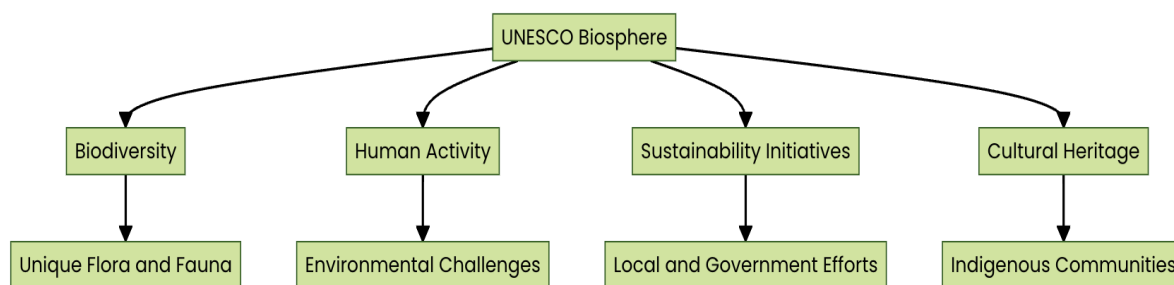 UNESCO Biosphere
Biodiversity
Human Activity
Sustainability Initiatives
Cultural Heritage
Unique Flora and Fauna
Environmental Challenges
Local and Government Efforts
Indigenous Communities